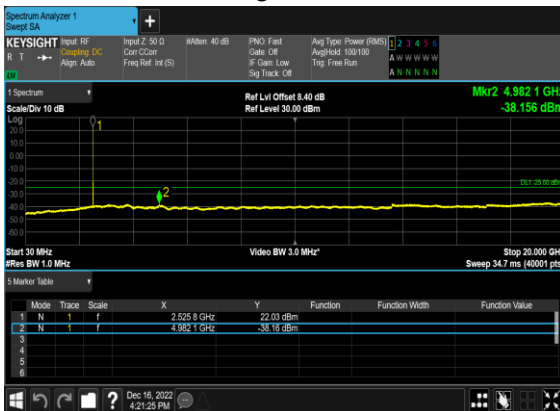 Spectrum Analyzer 1
Swept SA
+
KEYSIGHT Input: RF Input Z: 50 Ω #Atten: 40 dB PNO: Fast Avg Type: Power (RMS) 1 2 3 4 5 6
R T Coupling: DC Corr CCorr Gate: Off Avg|Hold: 100/100 A W W W W W
Align: Auto Freq Ref: Int (S) IF Gain: Low Trig: Free Run
Sig Track: Off A N N N N N
LV
1 Spectrum
Ref Lvl Offset 8.40 dB Mkr2 4.982 1 GHz
Scale/Div 10 dB Ref Level 30.00 dBm -38.156 dBm
Log
1
20.0
10.0
0.00
-10.0
-20.0
DL1 -25.00 dBm
2
-30.0
-40.0
-50.0
-60.0
Start 30 MHz Video BW 3.0 MHz* Stop 20.000 GHz
#Res BW 1.0 MHz Sweep 34.7 ms (40001 pts)
5 Marker Table
Mode Trace Scale X Y Function Function Width Function Value
1 N 1 f 2.525 8 GHz 22.03 dBm
2 N 1 f 4.982 1 GHz -38.16 dBm
3
4
5
6
? Dec 16, 2022
4:21:25 PM